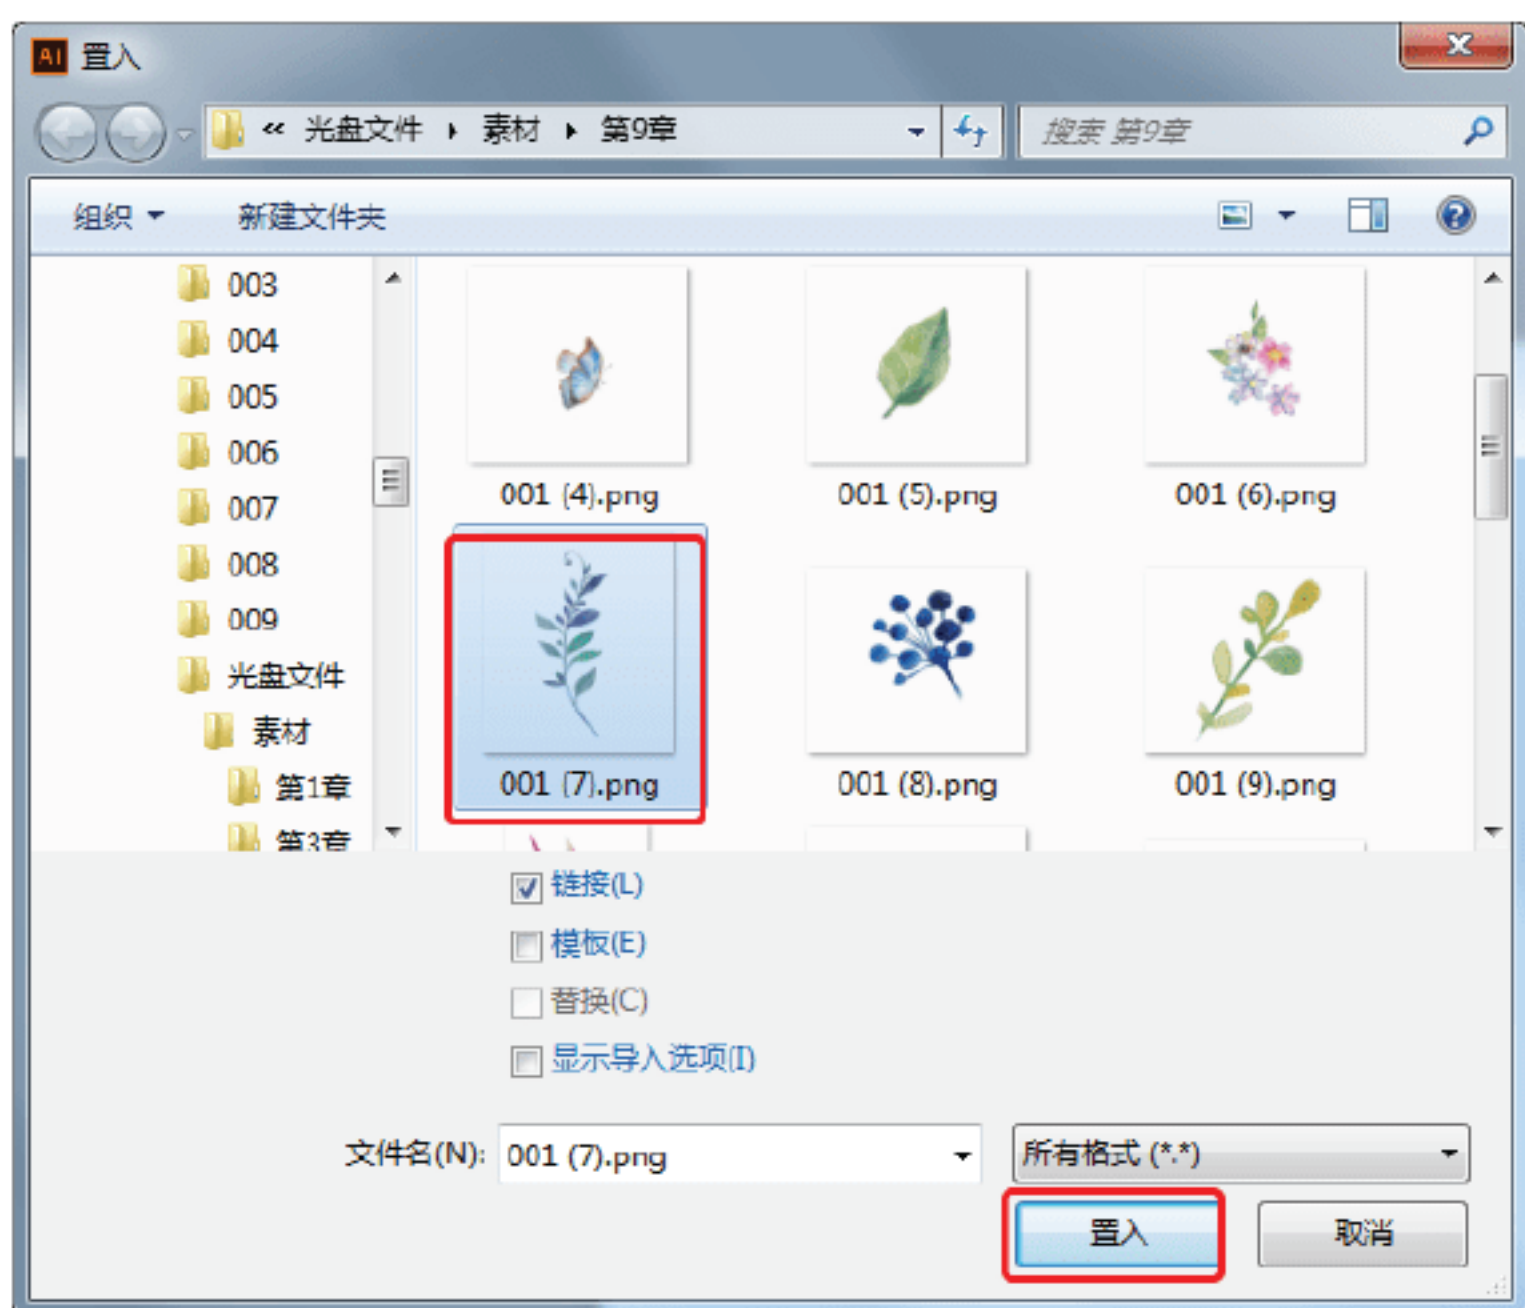 Ai 置入
« 光盘文件 素材 第9章 搜索 第9章
组织 新建文件夹
003
004
005
006
007
008
009
光盘文件
素材
第1章
第3章
001 (4).png 001 (5).png 001 (6).png
001 (7).png 001 (8).png 001 (9).png
链接(L)
模板(E)
替换(C)
显示导入选项(I)
文件名(N): 001 (7).png 所有格式 (*.*)
置入 取消